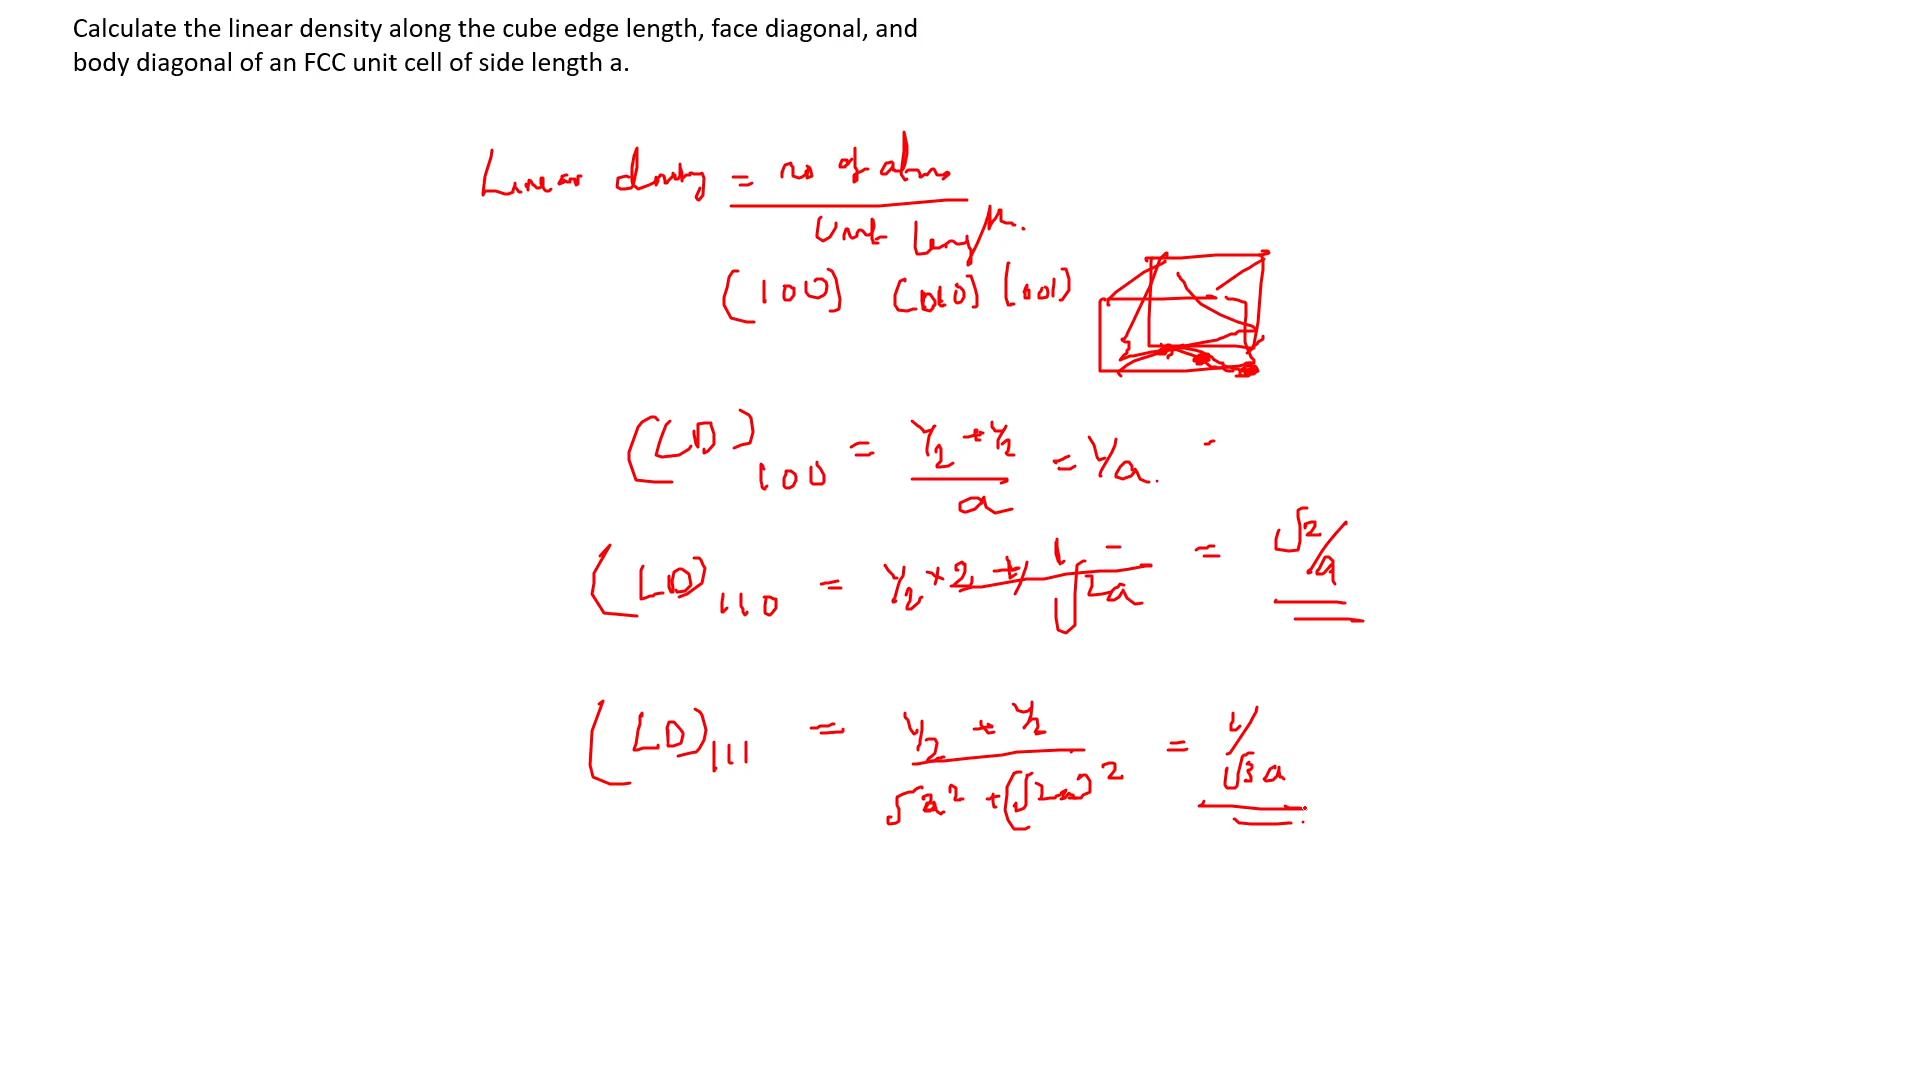 Calculate the linear density along the cube edge length, face diagonal, and
body diagonal of an FCC unit cell of side length a.
Linear density = no of atoms
Unit length.
(100) (010) (001)
(LD)100 = 1/2 + 1/2 / a = 1/a.
(LD)110 = 1/2 × 2 + 1 / √2a = √2/a
(LD)111 = 1/2 + 1/2 / √a² + (√2a)² = 1/√3 a